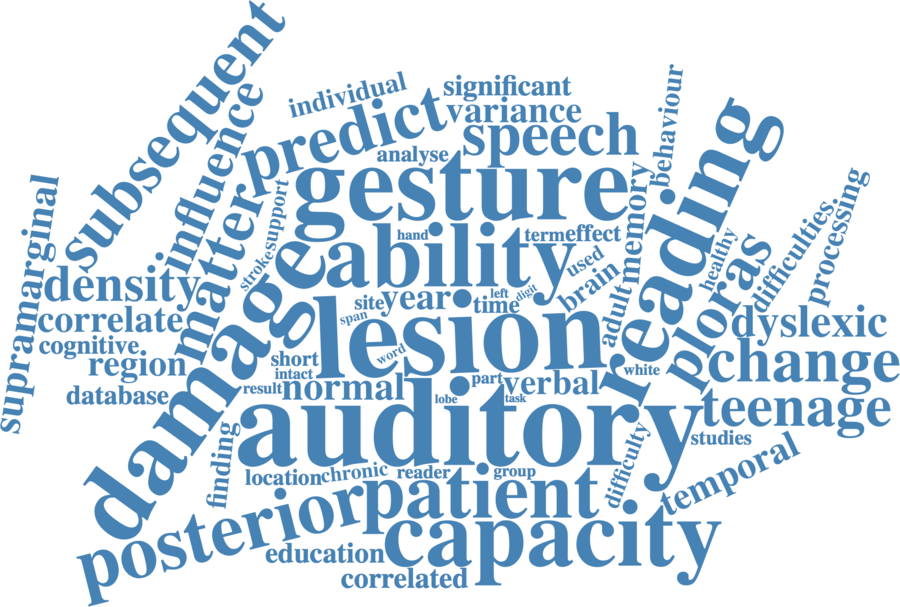 subsequent
individual
significant
influence
predict
variance
speech
behaviour
analyse
gesture
reading
memory
support
matter
stroke
hand
ability
term
effect
used
brain
healthy
difficulties
processing
supramarginal
density
damage
site
year
left
time
digit
adult
ploras
correlate
span
lesion
dyslexic
cognitive
region
short
word
white
change
database
intact
result
normal
part
verbal
lobe
task
auditory
teenage
studies
finding
location
chronic
reader
group
difficulty
temporal
posterior
patient
capacity
education
correlated